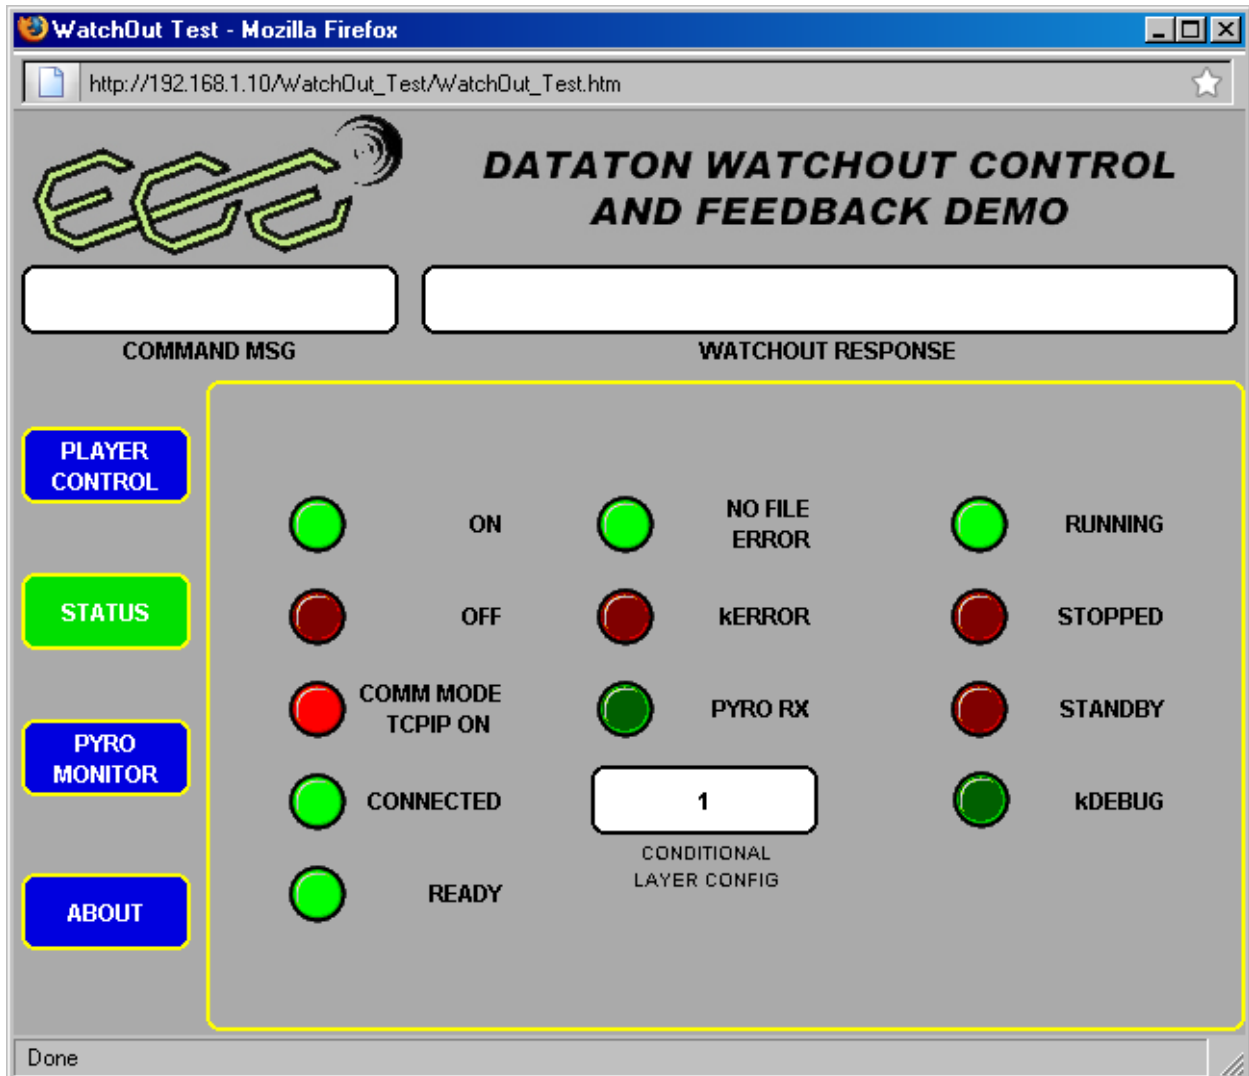 WatchOut Test - Mozilla Firefox
http://192.168.1.10/WatchOut_Test/WatchOut_Test.htm
ECA
DATATON WATCHOUT CONTROL
AND FEEDBACK DEMO
COMMAND MSG
WATCHOUT RESPONSE
PLAYER
CONTROL
STATUS
PYRO
MONITOR
ABOUT
ON
OFF
COMM MODE
TCPIP ON
CONNECTED
READY
NO FILE
ERROR
kERROR
PYRO RX
1
CONDITIONAL
LAYER CONFIG
RUNNING
STOPPED
STANDBY
kDEBUG
Done